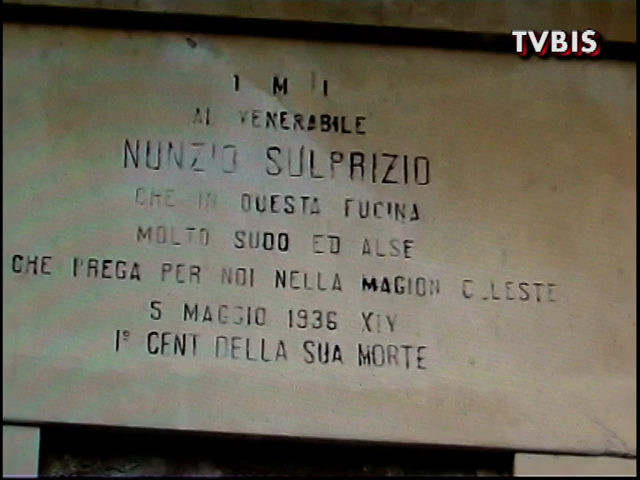 TVBIS
I M I
AL VENERABILE
NUNZIO SULPRIZIO
CHE IN QUESTA FUCINA
MOLTO SUDO ED ALSE
CHE PREGA PER NOI NELLA MAGION CELESTE
5 MAGGIO 1936 XIV
1° CENT DELLA SUA MORTE